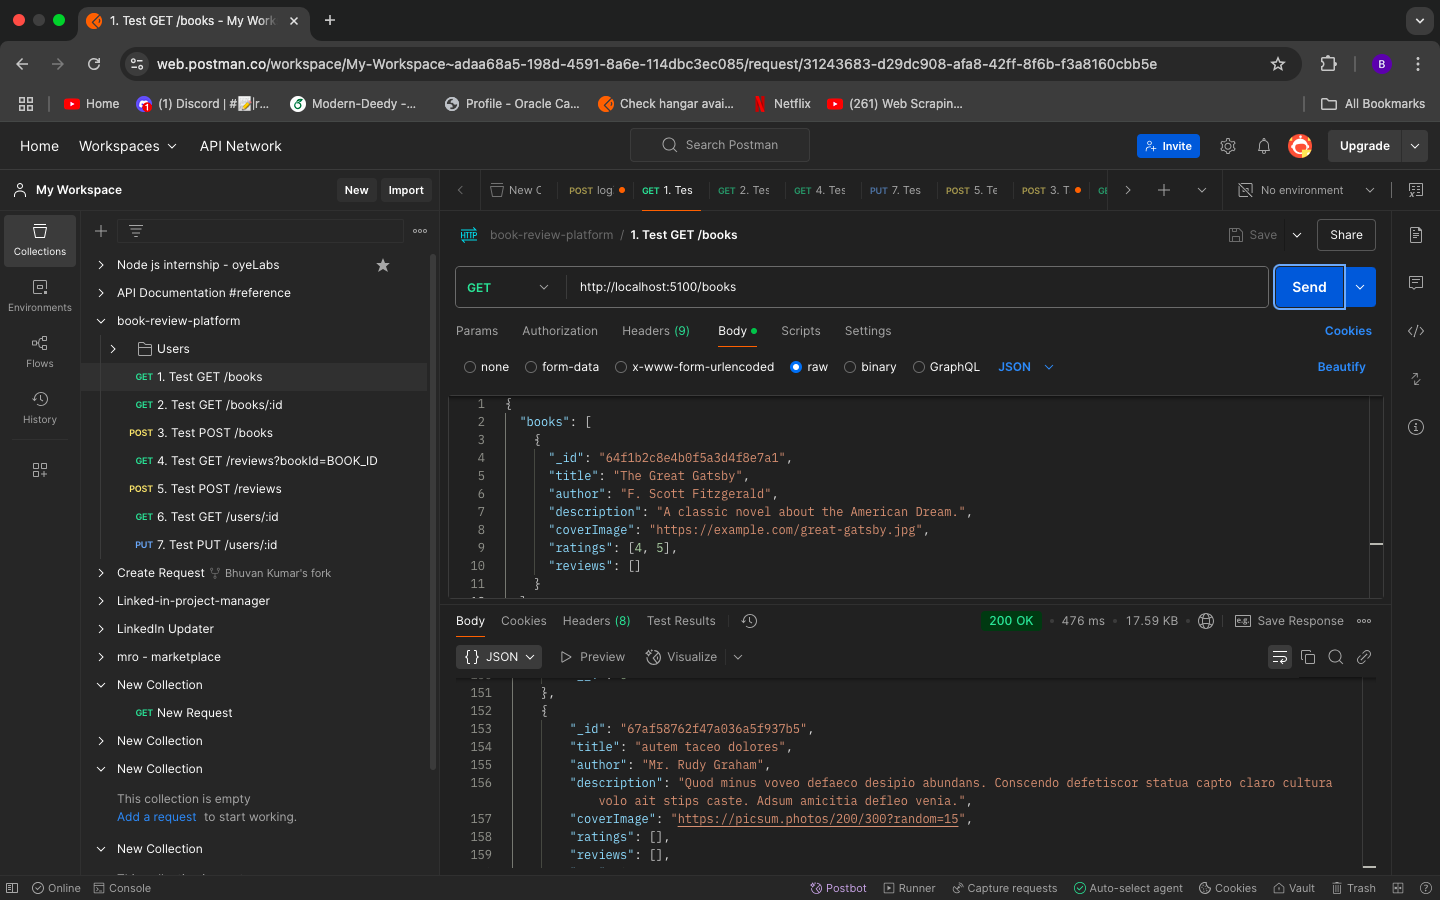 1. Test GET /books - My Work
web.postman.co/workspace/My-Workspace~adaa68a5-198d-4591-8a6e-114dbc3ec085/request/31243683-d29dc908-afa8-42ff-8f6b-f3a8160cbb5e
B
Home
(1) Discord | #📝|r...
Modern-Deedy -...
Profile - Oracle Ca...
Check hangar avai...
Netflix
(261) Web Scrapin...
All Bookmarks
Home
Workspaces
API Network
Search Postman
Invite
Upgrade
My Workspace
New
Import
New C
POST log
GET 1. Tes
GET 2. Tes
GET 4. Tes
PUT 7. Tes
POST 5. Te
POST 3. T
No environment
Collections
Environments
Flows
History
Node js internship - oyeLabs
API Documentation #reference
book-review-platform
Users
GET 1. Test GET /books
GET 2. Test GET /books/:id
POST 3. Test POST /books
GET 4. Test GET /reviews?bookId=BOOK_ID
POST 5. Test POST /reviews
GET 6. Test GET /users/:id
PUT 7. Test PUT /users/:id
Create Request Bhuvan Kumar's fork
Linked-in-project-manager
LinkedIn Updater
mro - marketplace
New Collection
GET New Request
New Collection
New Collection
This collection is empty
Add a request to start working.
New Collection
HTTP book-review-platform / 1. Test GET /books
Save
Share
GET
http://localhost:5100/books
Send
Params
Authorization
Headers (9)
Body
Scripts
Settings
Cookies
none
form-data
x-www-form-urlencoded
raw
binary
GraphQL
JSON
Beautify
1 {
2 "books": [
3 {
4 "_id": "64f1b2c8e4b0f5a3d4f8e7a1",
5 "title": "The Great Gatsby",
6 "author": "F. Scott Fitzgerald",
7 "description": "A classic novel about the American Dream.",
8 "coverImage": "https://example.com/great-gatsby.jpg",
9 "ratings": [4, 5],
10 "reviews": []
11 }
Body
Cookies
Headers (8)
Test Results
200 OK
476 ms
17.59 KB
Save Response
{} JSON
Preview
Visualize
151 },
152 {
153 "_id": "67af58762f47a036a5f937b5",
154 "title": "autem taceo dolores",
155 "author": "Mr. Rudy Graham",
156 "description": "Quod minus voveo defaeco desipio abundans. Conscendo defetiscor statua capto claro cultura
volo ait stips caste. Adsum amicitia defleo venia.",
157 "coverImage": "https://picsum.photos/200/300?random=15",
158 "ratings": [],
159 "reviews": [],
Online
Console
Postbot
Runner
Capture requests
Auto-select agent
Cookies
Vault
Trash